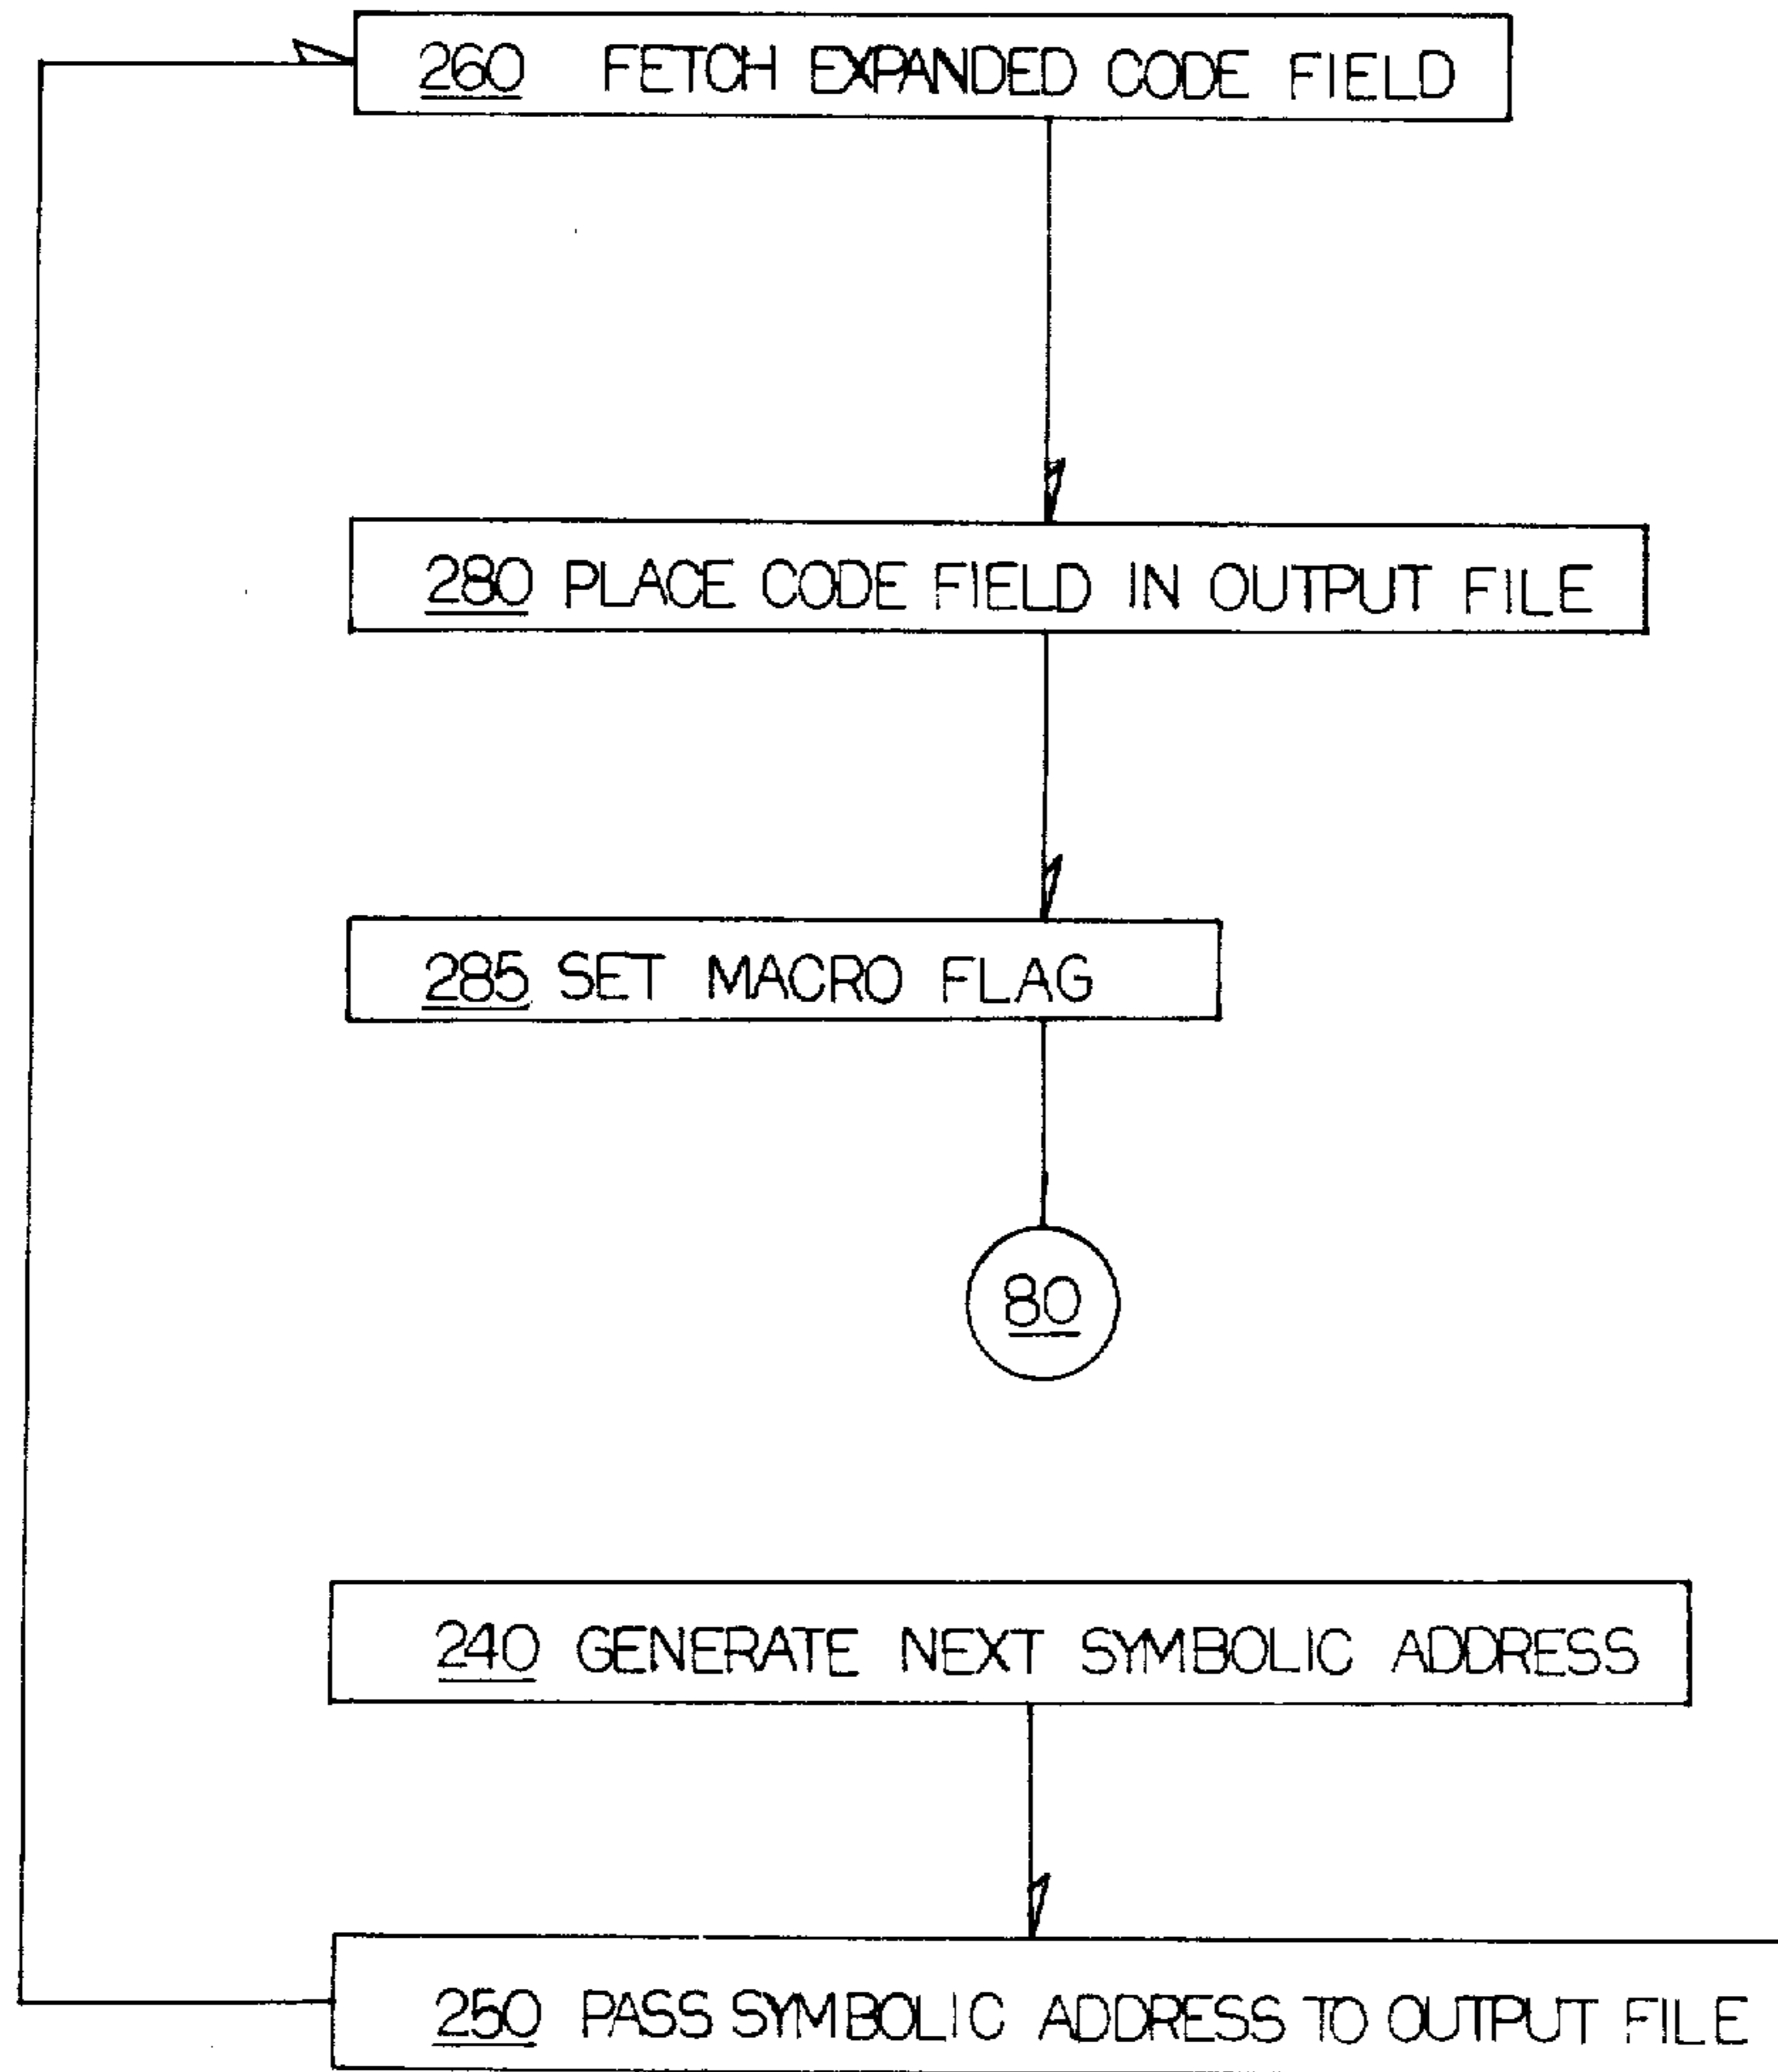 260 FETCH EXPANDED CODE FIELD
280 PLACE CODE FIELD IN OUTPUT FILE
285 SET MACRO FLAG
80
240 GENERATE NEXT SYMBOLIC ADDRESS
250 PASS SYMBOLIC ADDRESS TO OUTPUT FILE